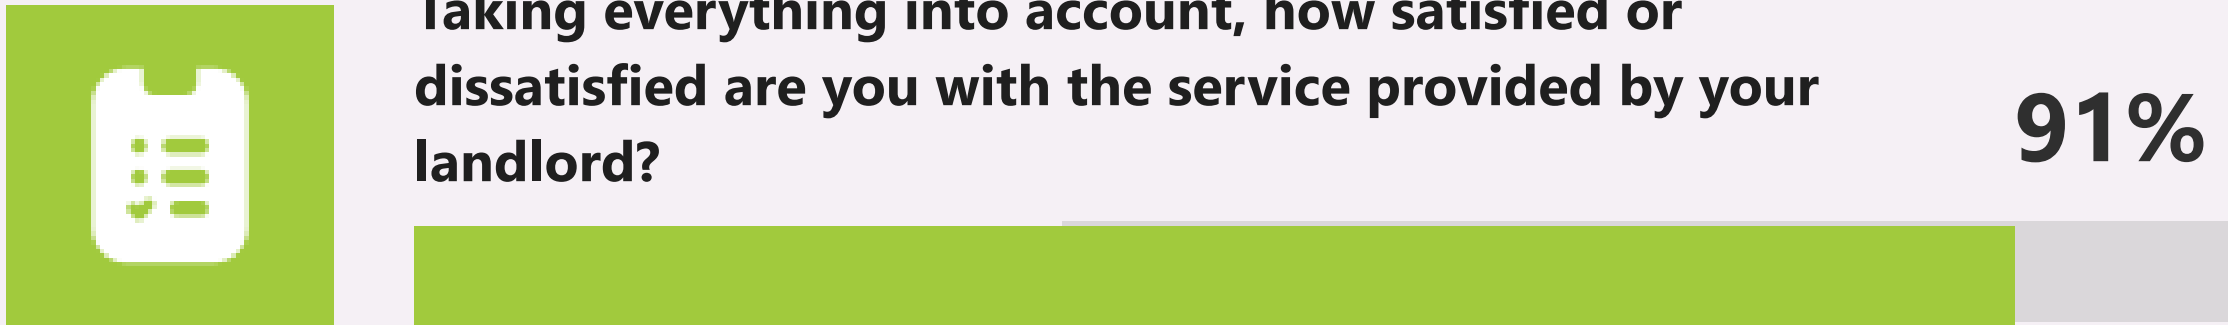 Taking everything into account, how satisfied or
dissatisfied are you with the service provided by your
landlord?
91%